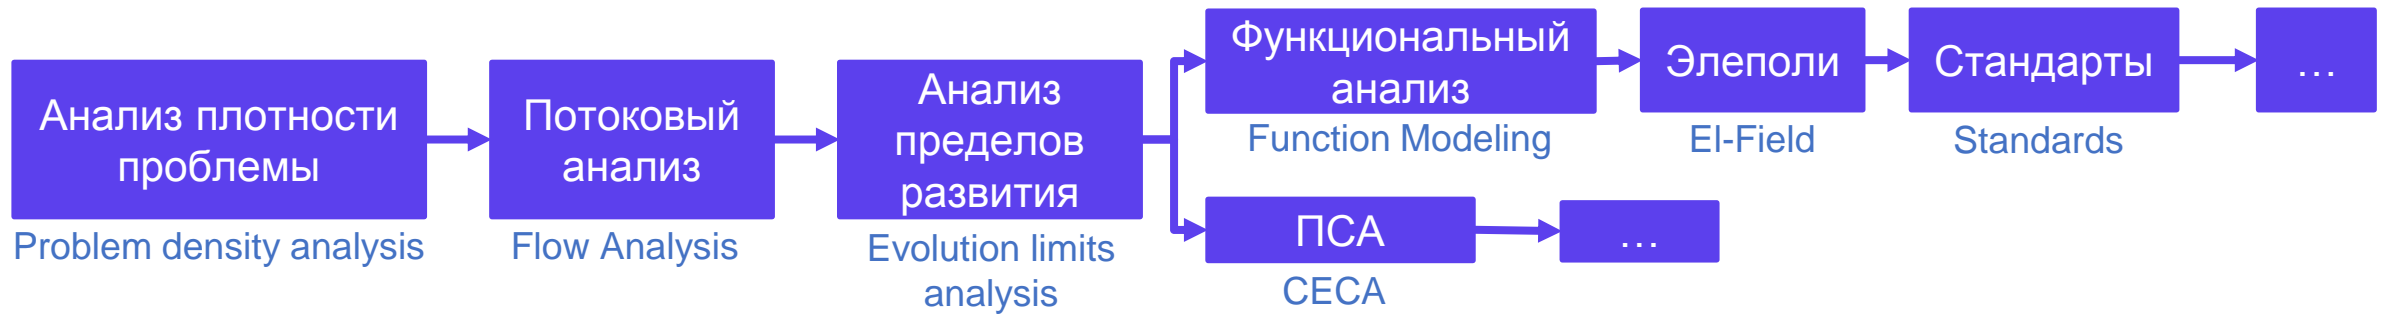 Анализ плотности
проблемы
Problem density analysis
Потоковый
анализ
Flow Analysis
Анализ
пределов
развития
Evolution limits
analysis
Функциональный
анализ
Function Modeling
Элеполи
El-Field
Стандарты
Standards
…
ПСА
CECA
…